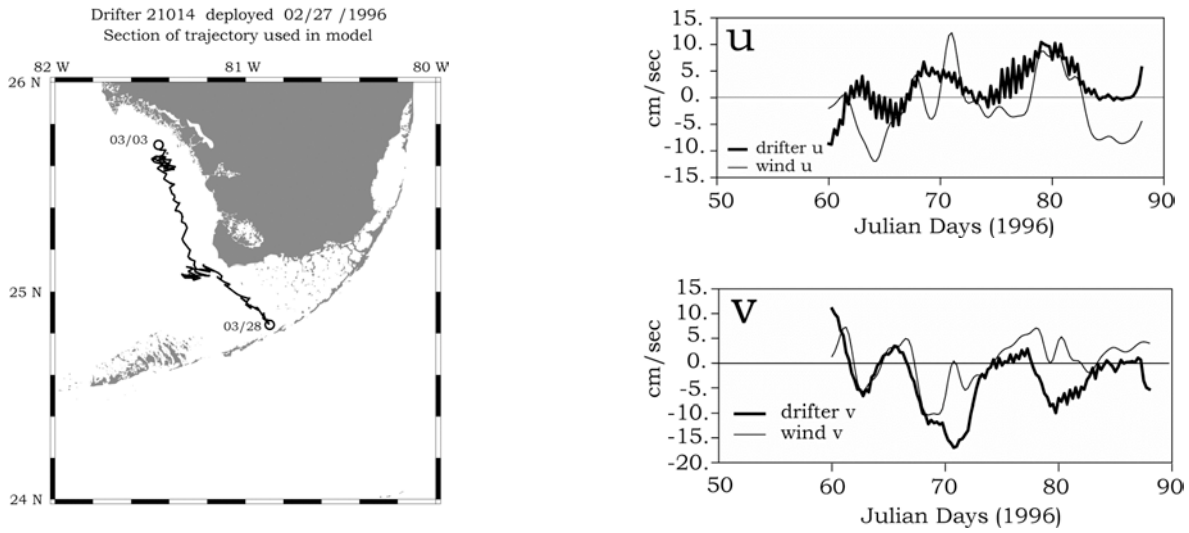 Drifter 21014 deployed 02/27 /1996
Section of trajectory used in model
82 W 81 W 80 W
26 N
03/03
25 N
03/28
24 N
u
cm/sec
15.
10.
5.
0.
-5.
-10.
-15.
drifter u
wind u
50 60 70 80 90
Julian Days (1996)
v
cm/sec
15.
10.
5.
0.
-5.
-10.
-15.
-20.
drifter v
wind v
50 60 70 80 90
Julian Days (1996)